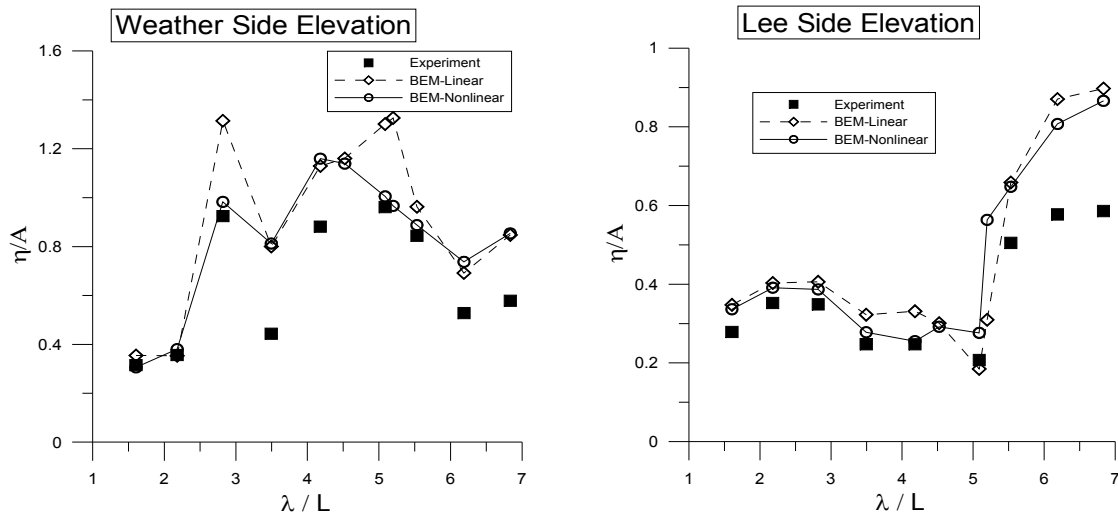 Weather Side Elevation
1.6
1.2
0.8
0.4
0
η/A
Experiment
BEM-Linear
BEM-Nonlinear
1 2 3 4 5 6 7
λ / L
Lee Side Elevation
1
0.8
0.6
0.4
0.2
0
η/A
Experiment
BEM-Linear
BEM-Nonlinear
1 2 3 4 5 6 7
λ / L